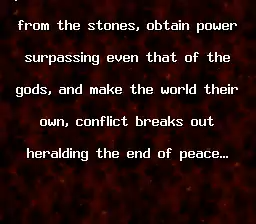 from the stones, obtain power
surpassing even that of the
gods, and make the world their
own, conflict breaks out
heralding the end of peace…